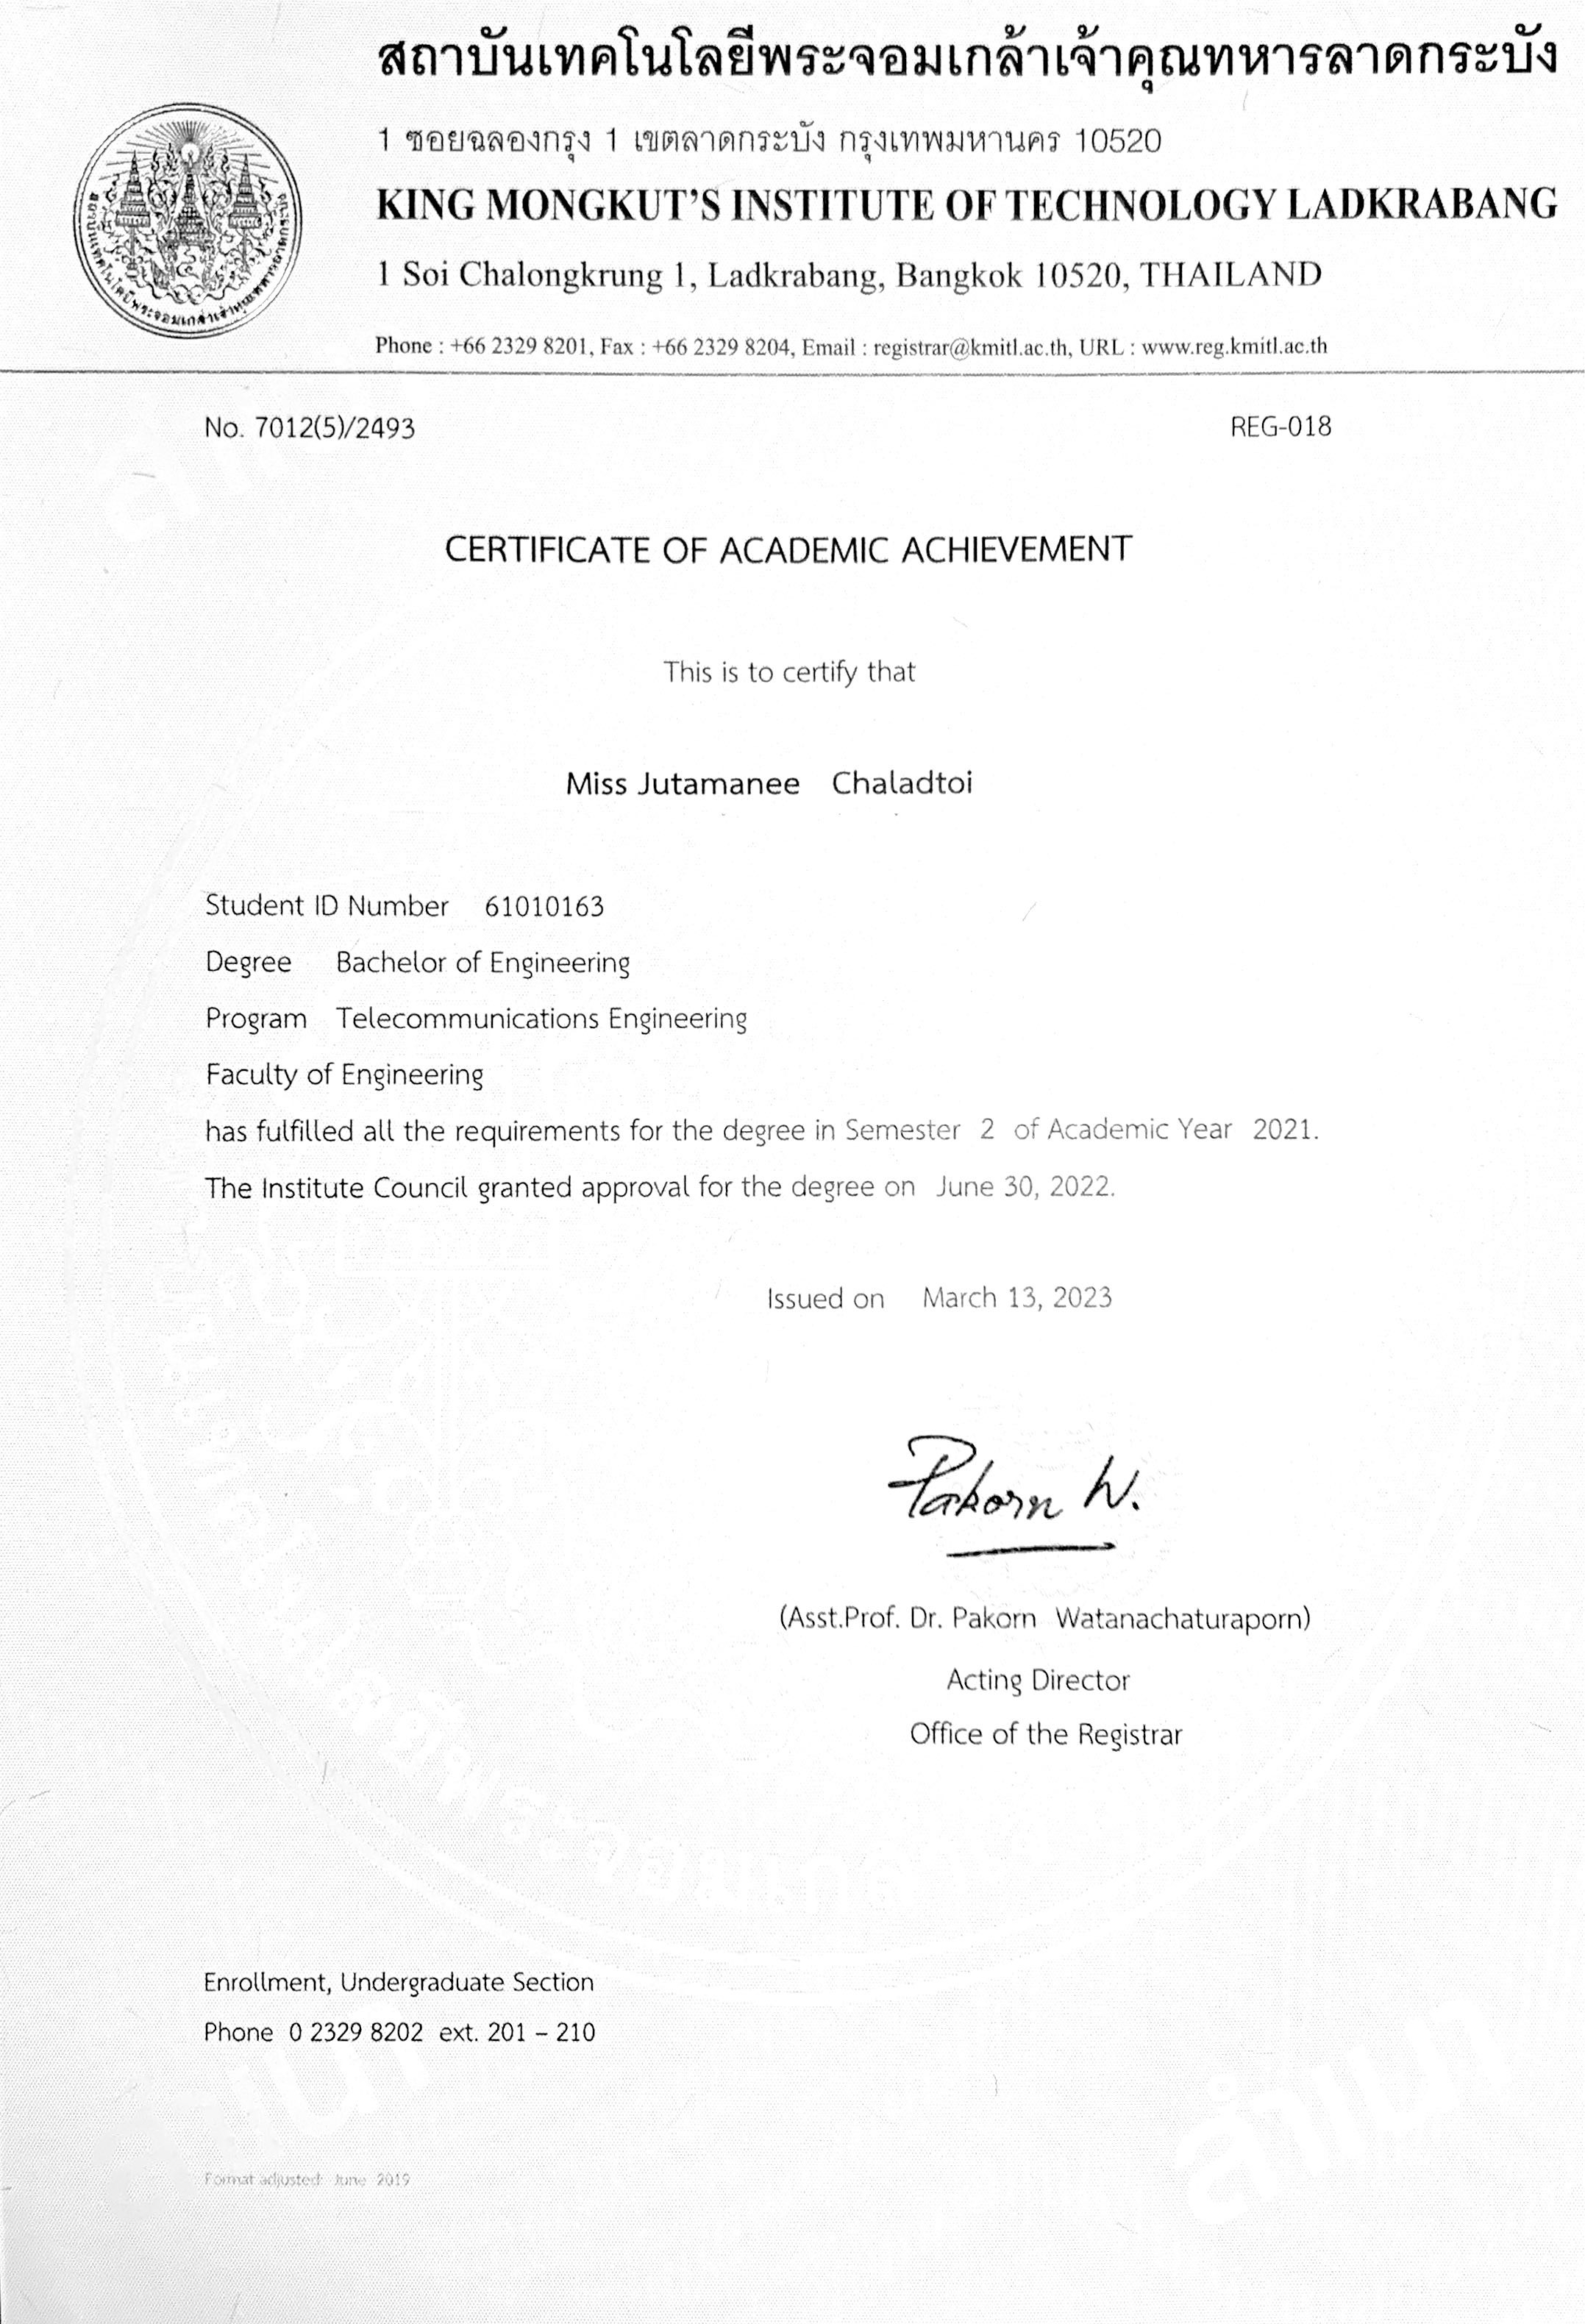 สถาบันเทคโนโลยีพระจอมเกล้าเจ้าคุณทหารลาดกระบัง
1 ซอยฉลองกรุง 1 เขตลาดกระบัง กรุงเทพมหานคร 10520
KING MONGKUT'S INSTITUTE OF TECHNOLOGY LADKRABANG
1 Soi Chalongkrung 1, Ladkrabang, Bangkok 10520, THAILAND
Phone : +66 2329 8201, Fax : +66 2329 8204, Email : registrar@kmitl.ac.th, URL : www.reg.kmitl.ac.th
No. 7012(5)/2493 REG-018
CERTIFICATE OF ACADEMIC ACHIEVEMENT
This is to certify that
Miss Jutamanee Chaladtoi
Student ID Number 61010163
Degree Bachelor of Engineering
Program Telecommunications Engineering
Faculty of Engineering
has fulfilled all the requirements for the degree in Semester 2 of Academic Year 2021.
The Institute Council granted approval for the degree on June 30, 2022.
Issued on March 13, 2023
Pakorn W.
(Asst.Prof. Dr. Pakorn Watanachaturaporn)
Acting Director
Office of the Registrar
Enrollment, Undergraduate Section
Phone 0 2329 8202 ext. 201 – 210
สำเนา
สำเนา
Format adjusted: June 2019